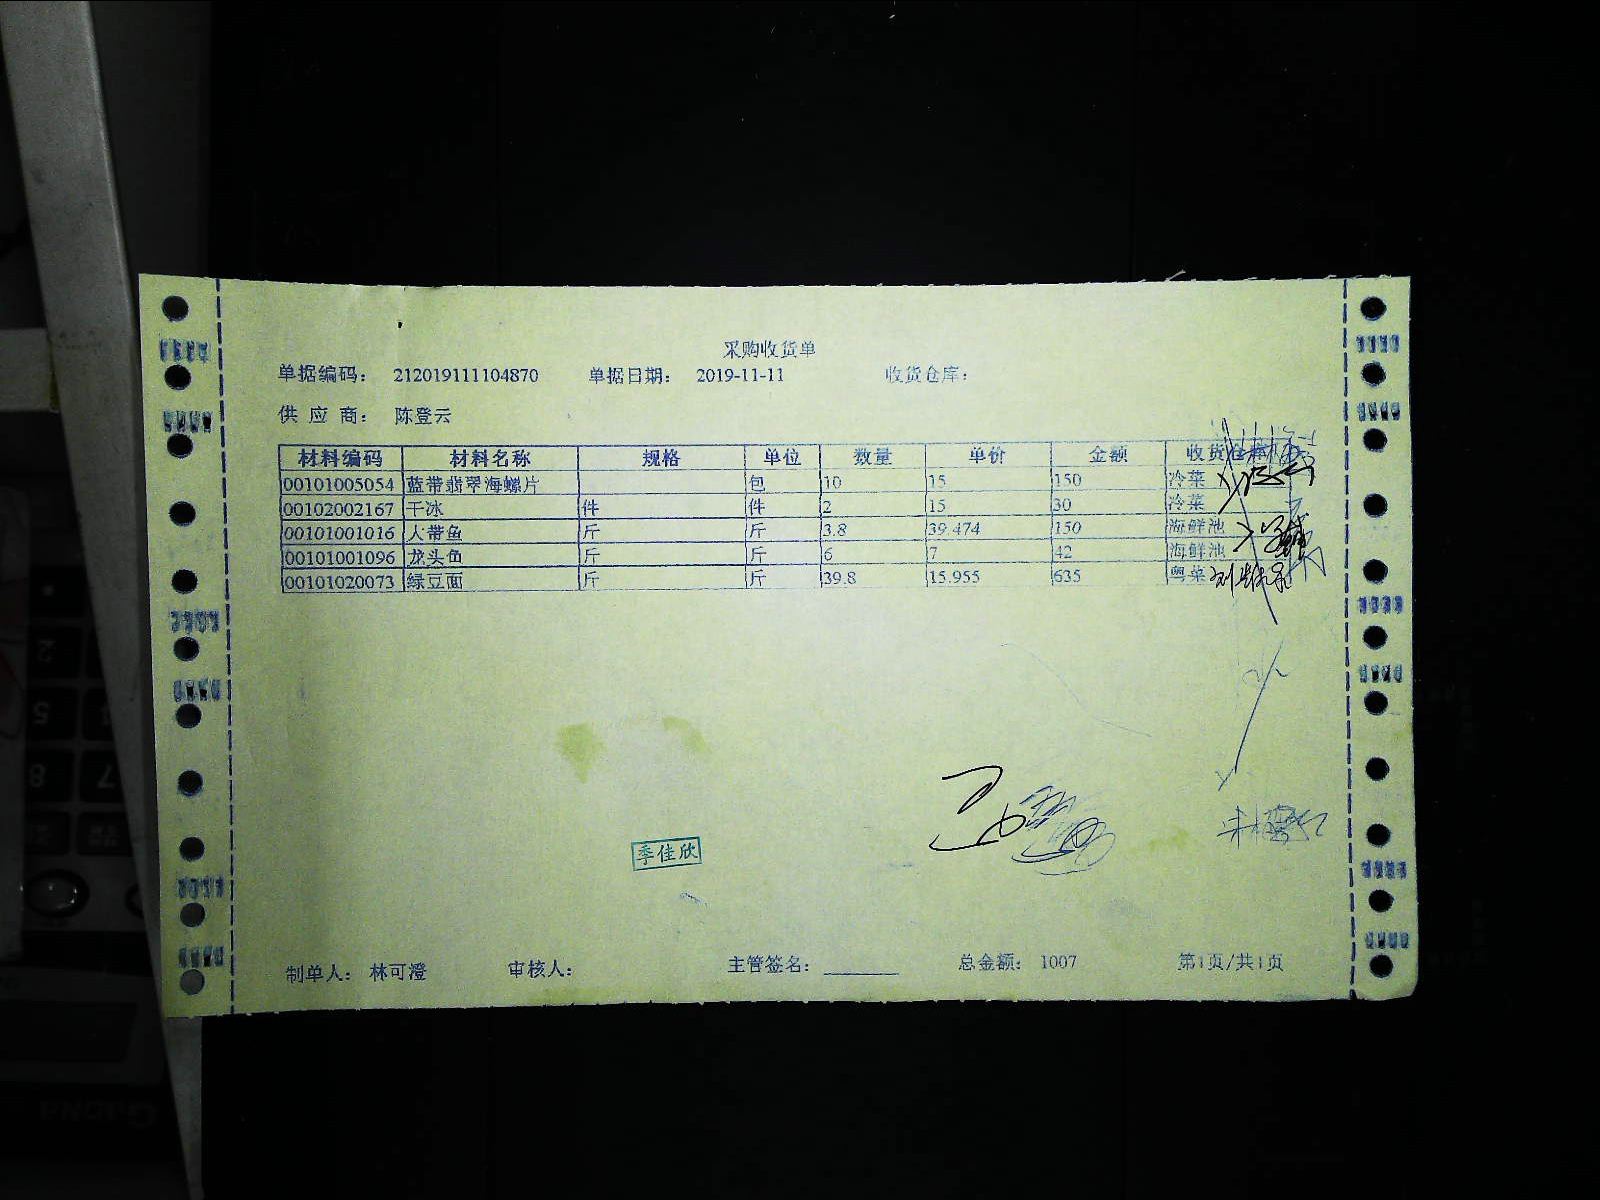 采购收货单
单据编码： 212019111104870 单据日期： 2019-11-11 收货仓库：
供 应 商： 陈登云
材料编码 材料名称 规格 单位 数量 单价 金额 收货仓库
00101005054 蓝带翡翠海螺片 包 10 15 150 冷菜
00102002167 干冰 件 件 2 15 30 冷菜
00101001016 大带鱼 斤 斤 3.8 39.474 150 海鲜池
00101001096 龙头鱼 斤 斤 6 7 42 海鲜池
00101020073 绿豆面 斤 斤 39.8 15.955 635 粤菜
季佳欣
制单人： 林可澄 审核人： 主管签名： 总金额： 1007 第1页/共1页